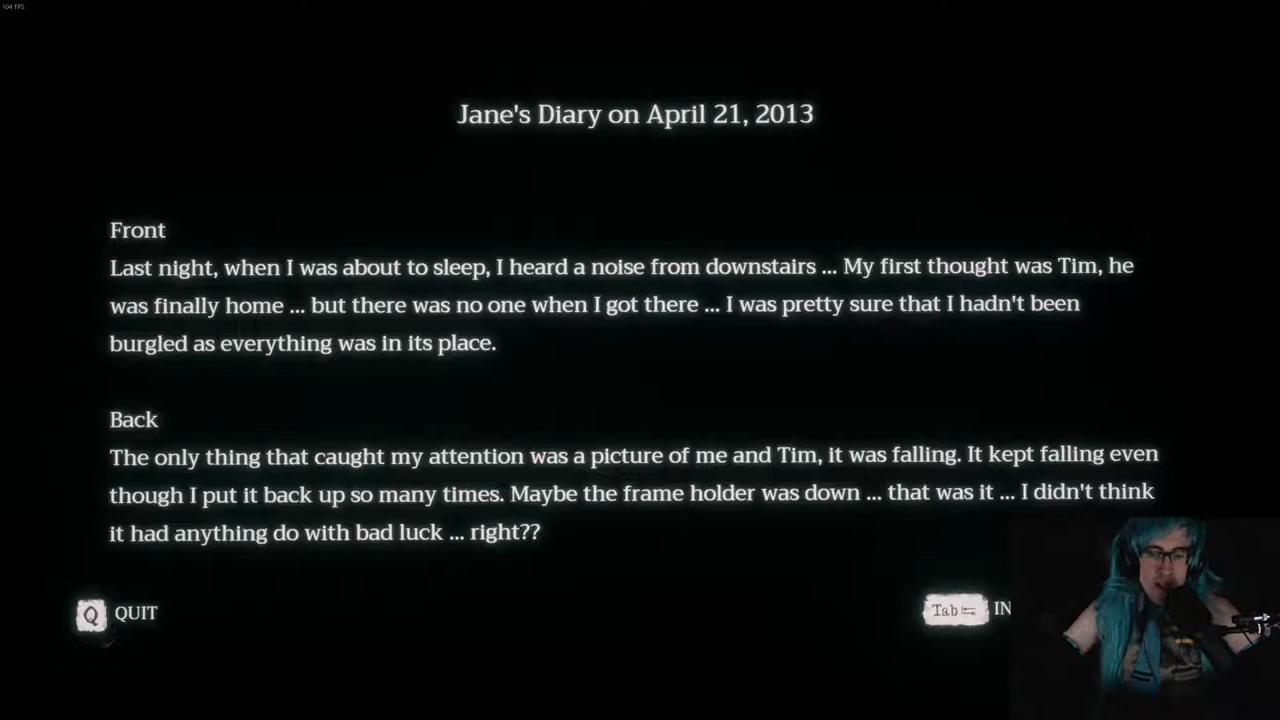 104 FPS
Jane's Diary on April 21, 2013
Front
Last night, when I was about to sleep, I heard a noise from downstairs ... My first thought was Tim, he
was finally home ... but there was no one when I got there ... I was pretty sure that I hadn't been
burgled as everything was in its place.
Back
The only thing that caught my attention was a picture of me and Tim, it was falling. It kept falling even
though I put it back up so many times. Maybe the frame holder was down ... that was it ... I didn't think
it had anything do with bad luck ... right??
Q QUIT
Tab IN